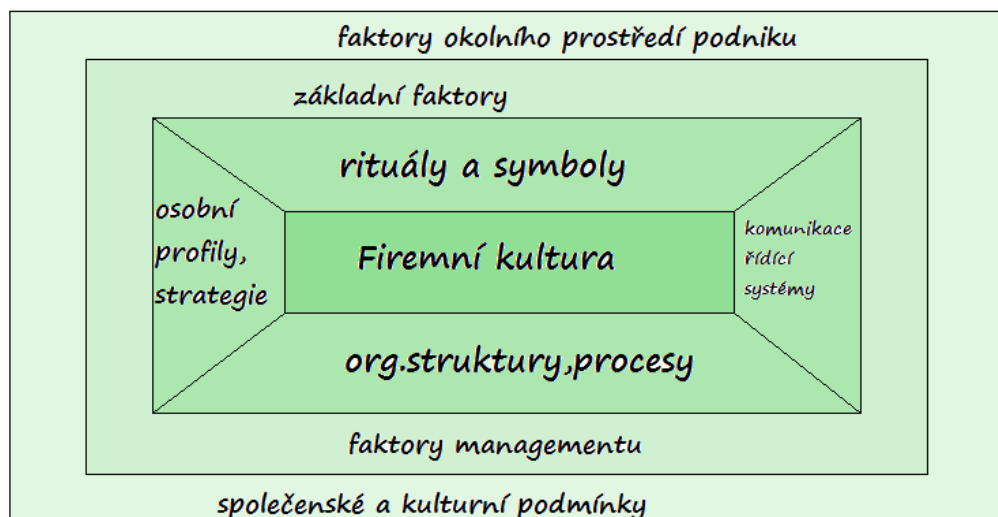 faktory okolního prostředí podniku
základní faktory
rituály a symboly
osobní
profily,
strategie
Firemní kultura
komunikace
řídící
systémy
org.struktury,procesy
faktory managementu
společenské a kulturní podmínky